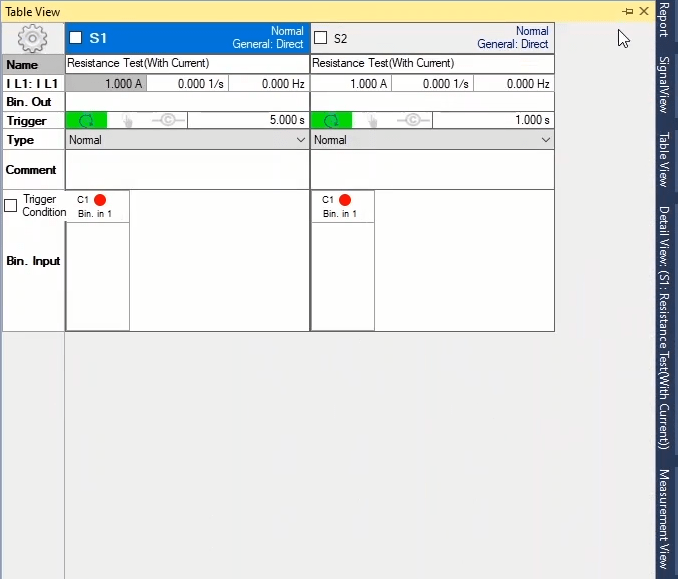 Table View
S1
Normal
General: Direct
S2
Normal
General: Direct
Name
Resistance Test(With Current)
Resistance Test(With Current)
I L1: I L1
1.000 A
0.000 1/s
0.000 Hz
1.000 A
0.000 1/s
0.000 Hz
Bin. Out
Trigger
C
5.000 s
C
1.000 s
Type
Normal
Normal
Comment
Trigger
Condition
C1
Bin. in 1
C1
Bin. in 1
Bin. Input
Report
SignalView
Table View
Detail View: (S1: Resistance Test(With Current))
Measurement View